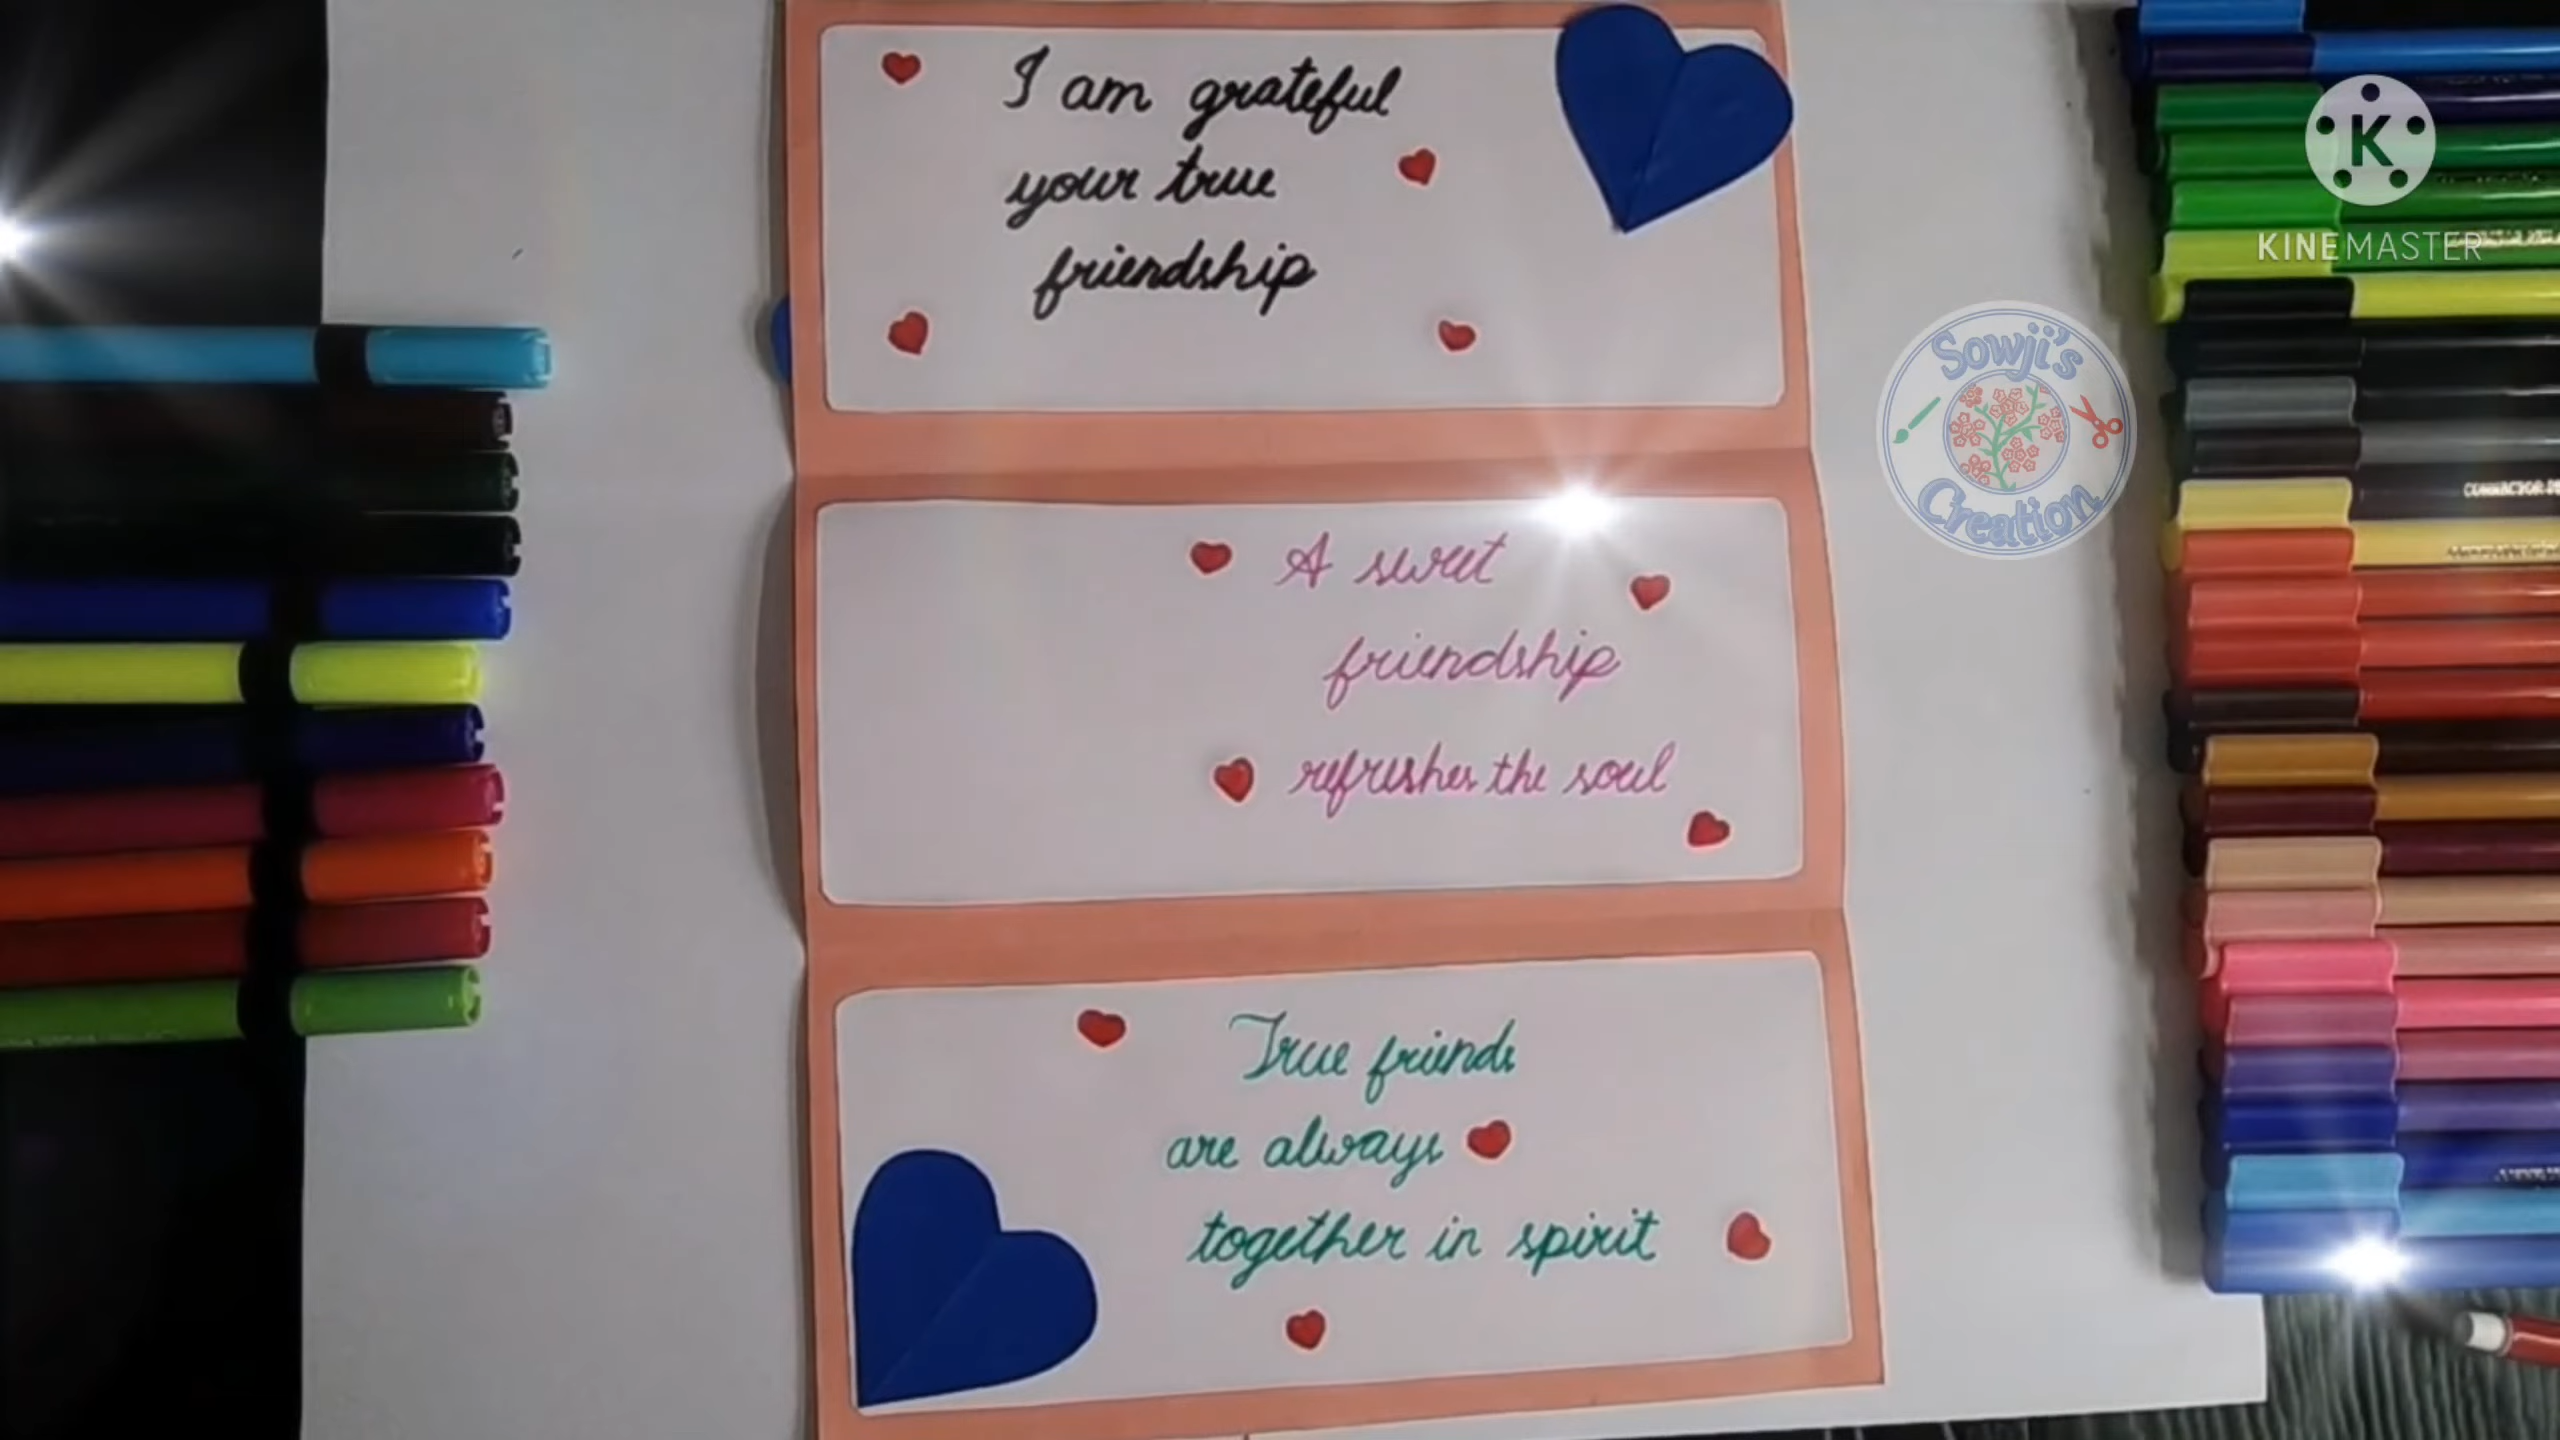 I am grateful
your true
friendship
A sweet
friendship
refreshes the soul
True friends
are always
together in spirit
K
KINEMASTER
Sowji's
Creation